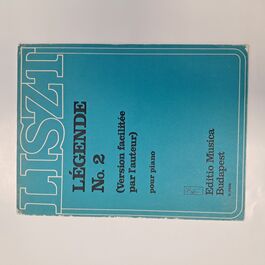 LISZT
LÉGENDE
No. 2
(Version facilitée
par l'auteur)
pour piano
Editio Musica
Budapest